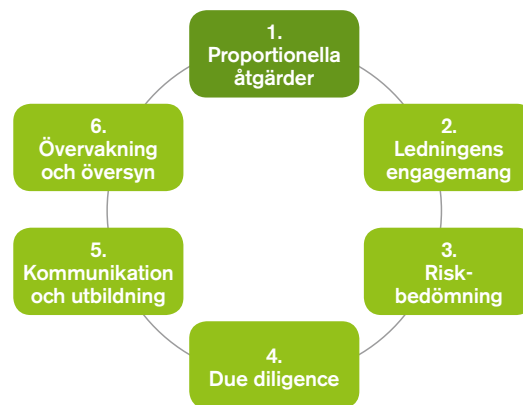 1.
Proportionella
åtgärder
2.
Ledningens
engagemang
3.
Risk-
bedömning
4.
Due diligence
5.
Kommunikation
och utbildning
6.
Övervakning
och översyn